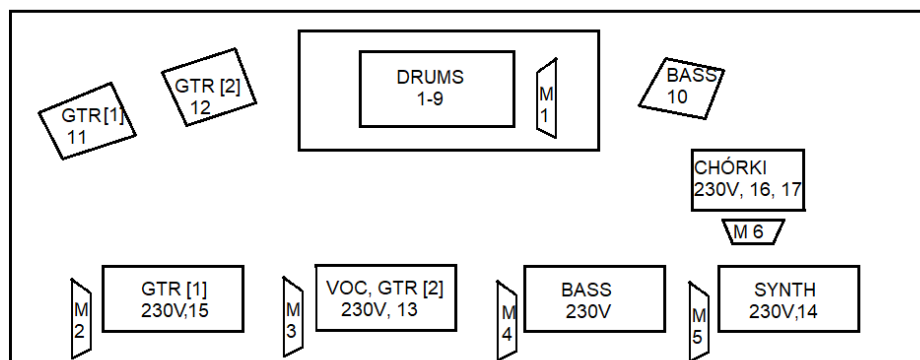 GTR [1]
11
GTR [2]
12
DRUMS
1-9
M
1
BASS
10
CHÓRKI
230V, 16, 17
M 6
M
2
GTR [1]
230V,15
M
3
VOC, GTR [2]
230V, 13
M
4
BASS
230V
M
5
SYNTH
230V,14